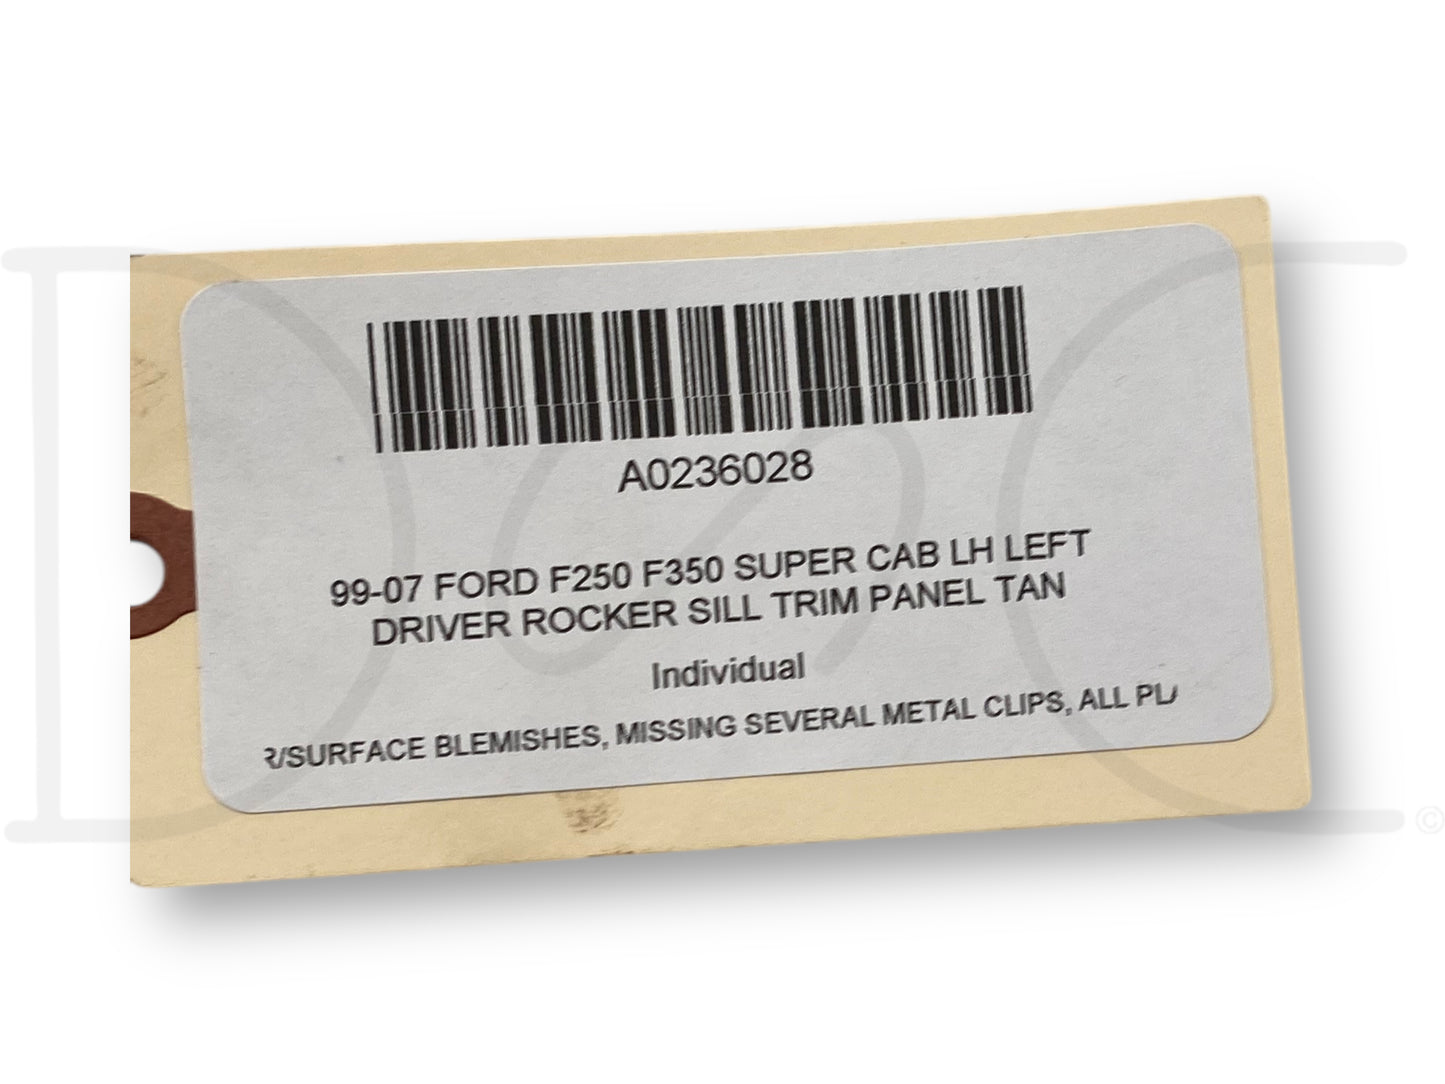 A0236028
99-07 FORD F250 F350 SUPER CAB LH LEFT
DRIVER ROCKER SILL TRIM PANEL TAN
Individual
R/SURFACE BLEMISHES, MISSING SEVERAL METAL CLIPS, ALL